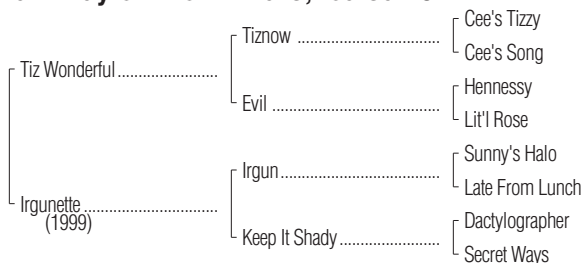 Cee's Tizzy
Tiznow
Cee's Song
Tiz Wonderful
Hennessy
Evil
Lit'l Rose
Sunny's Halo
Irgun
Late From Lunch
Irgunette
(1999)
Dactylographer
Keep It Shady
Secret Ways